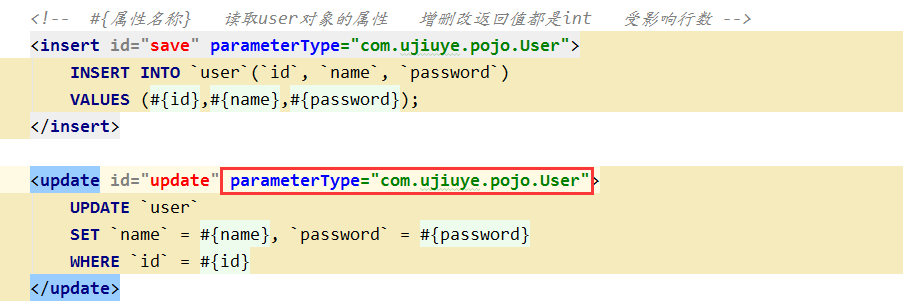 <!-- #{属性名称} 读取user对象的属性 增删改返回值都是int 受影响行数 -->
<insert id="save" parameterType="com.ujiuye.pojo.User">
INSERT INTO `user`(`id`, `name`, `password`)
VALUES (#{id},#{name},#{password});
</insert>
<update id="update" parameterType="com.ujiuye.pojo.User">
UPDATE `user`
SET `name` = #{name}, `password` = #{password}
WHERE `id` = #{id}
</update>